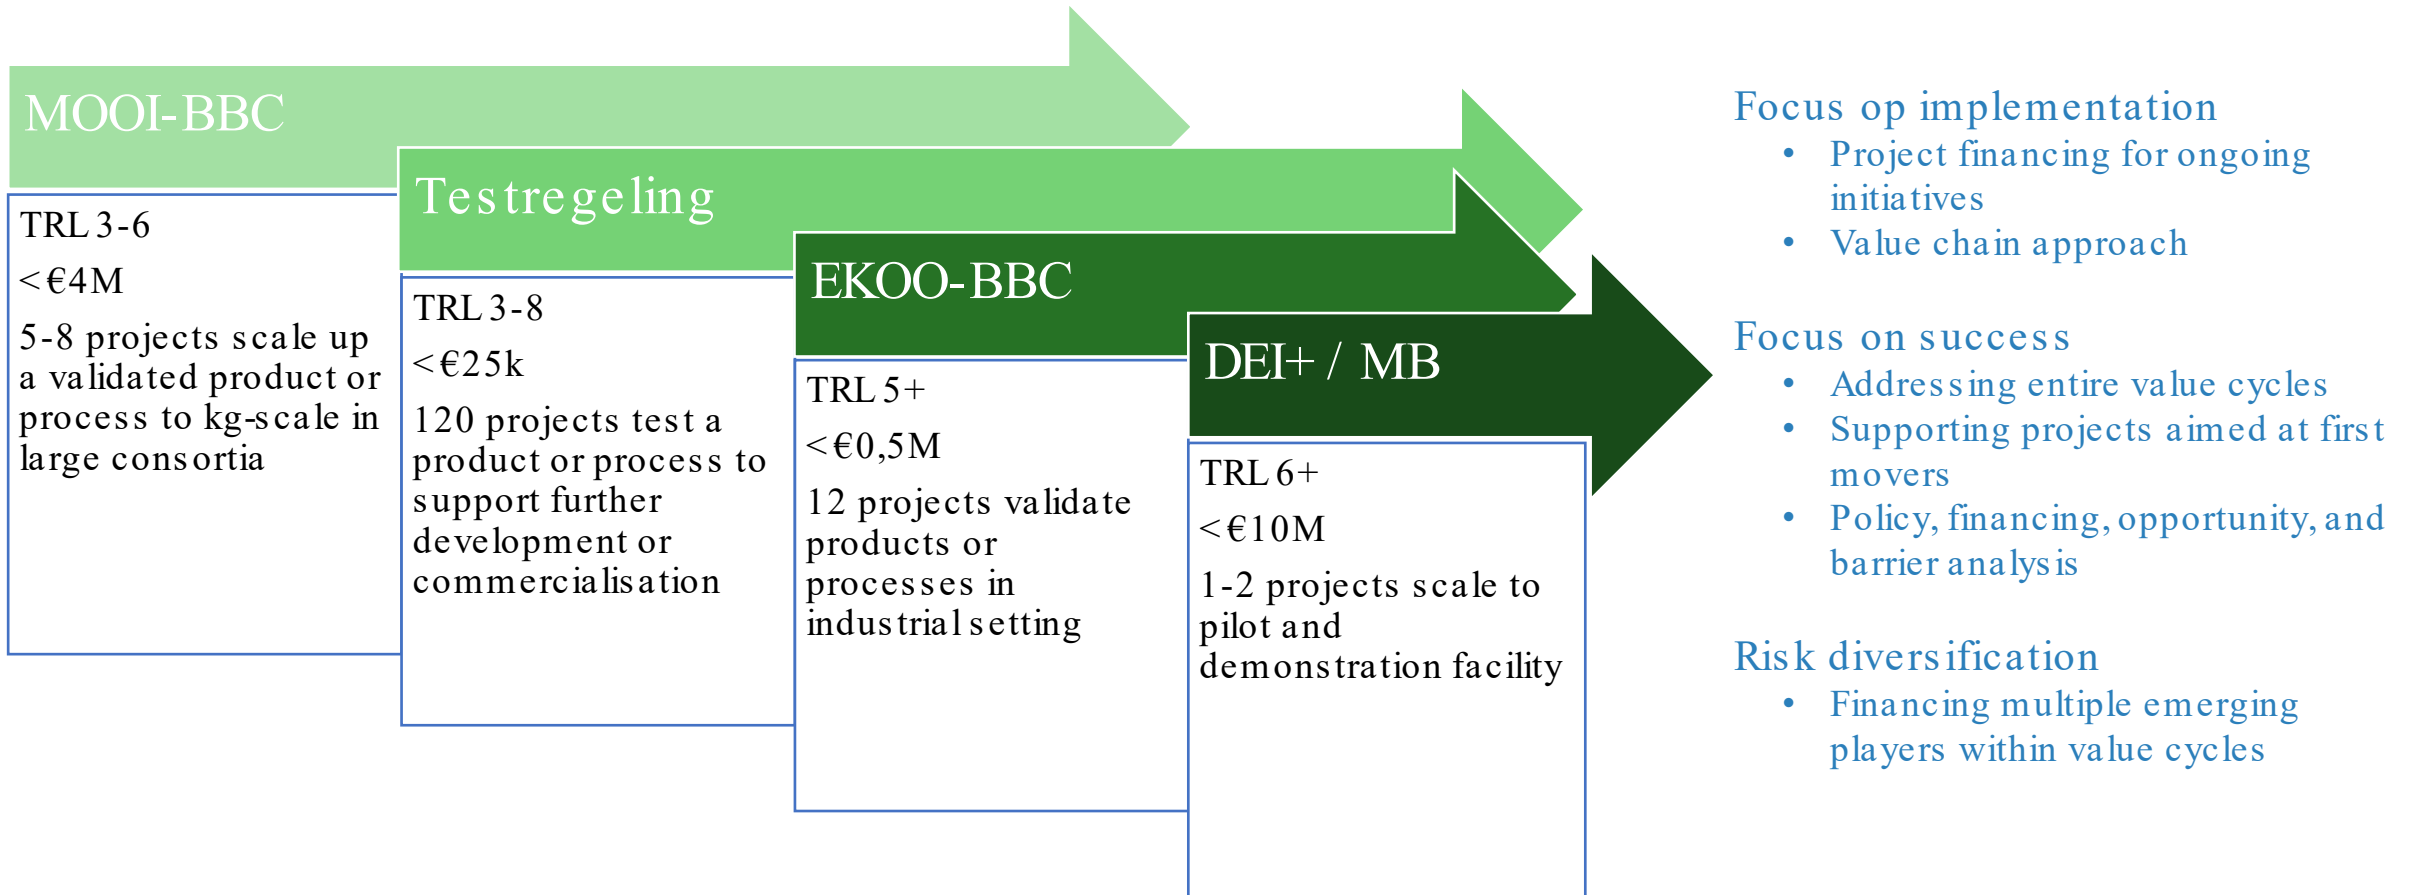 MOOI-BBC
TRL 3-6
<€4M
5-8 projects scale up
a validated product or
process to kg-scale in
large consortia
Testregeling
TRL 3-8
<€25k
120 projects test a
product or process to
support further
development or
commercialisation
EKOO-BBC
TRL 5+
<€0,5M
12 projects validate
products or
processes in
industrial setting
DEI+ / MB
TRL 6+
<€10M
1-2 projects scale to
pilot and
demonstration facility
Focus op implementation
• Project financing for ongoing
initiatives
• Value chain approach
Focus on success
• Addressing entire value cycles
• Supporting projects aimed at first
movers
• Policy, financing, opportunity, and
barrier analysis
Risk diversification
• Financing multiple emerging
players within value cycles